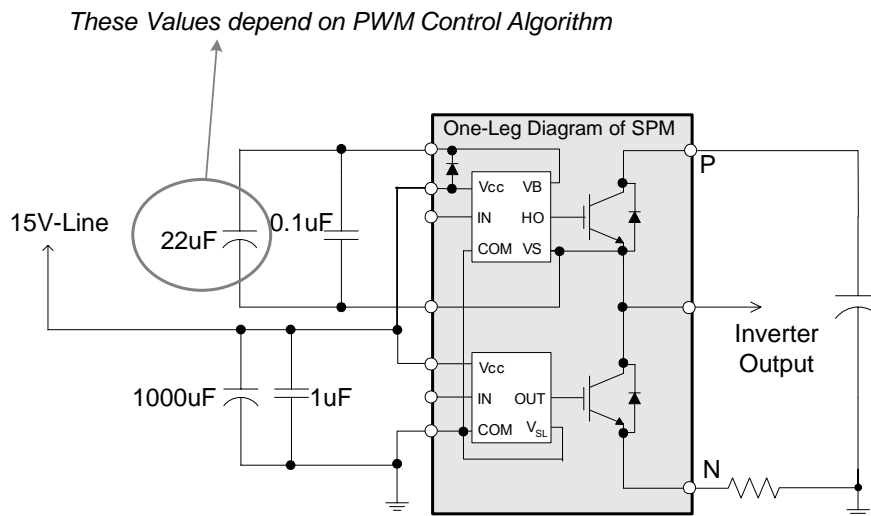 These Values depend on PWM Control Algorithm
One-Leg Diagram of SPM
P
Vcc VB
15V-Line
22uF
0.1uF
IN HO
COM VS
Inverter
Output
Vcc
1000uF
1uF
IN OUT
COM VSL
N